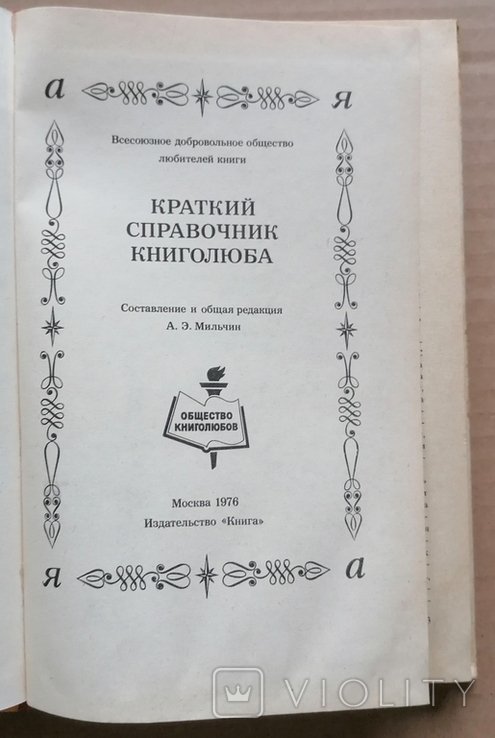 а я
Всесоюзное добровольное общество
любителей книги
КРАТКИЙ
СПРАВОЧНИК
КНИГОЛЮБА
Составление и общая редакция
А. Э. Мильчин
ОБЩЕСТВО
КНИГОЛЮБОВ
Москва 1976
Издательство «Книга»
я а
VIOLITY